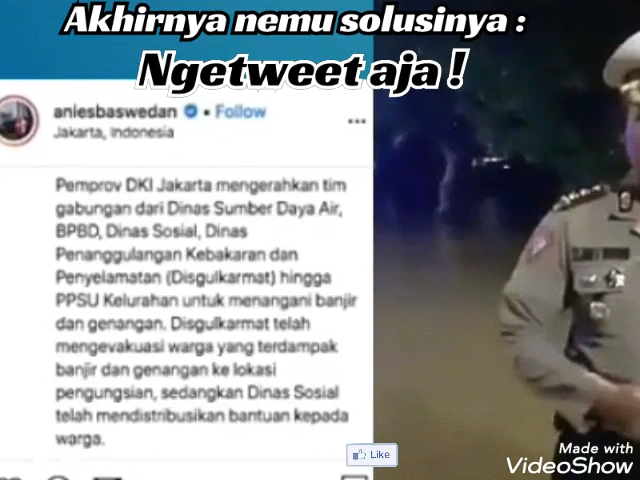 Akhirnya nemu solusinya :
Ngetweet aja !
aniesbaswedan • Follow
Jakarta, Indonesia
Pemprov DKI Jakarta mengerahkan tim
gabungan dari Dinas Sumber Daya Air,
BPBD, Dinas Sosial, Dinas
Penanggulangan Kebakaran dan
Penyelamatan (Disgulkarmat) hingga
PPSU Kelurahan untuk menangani banjir
dan genangan. Disgulkarmat telah
mengevakuasi warga yang terdampak
banjir dan genangan ke lokasi
pengungsian, sedangkan Dinas Sosial
telah mendistribusikan bantuan kepada
warga.
Like
Made with
VideoShow